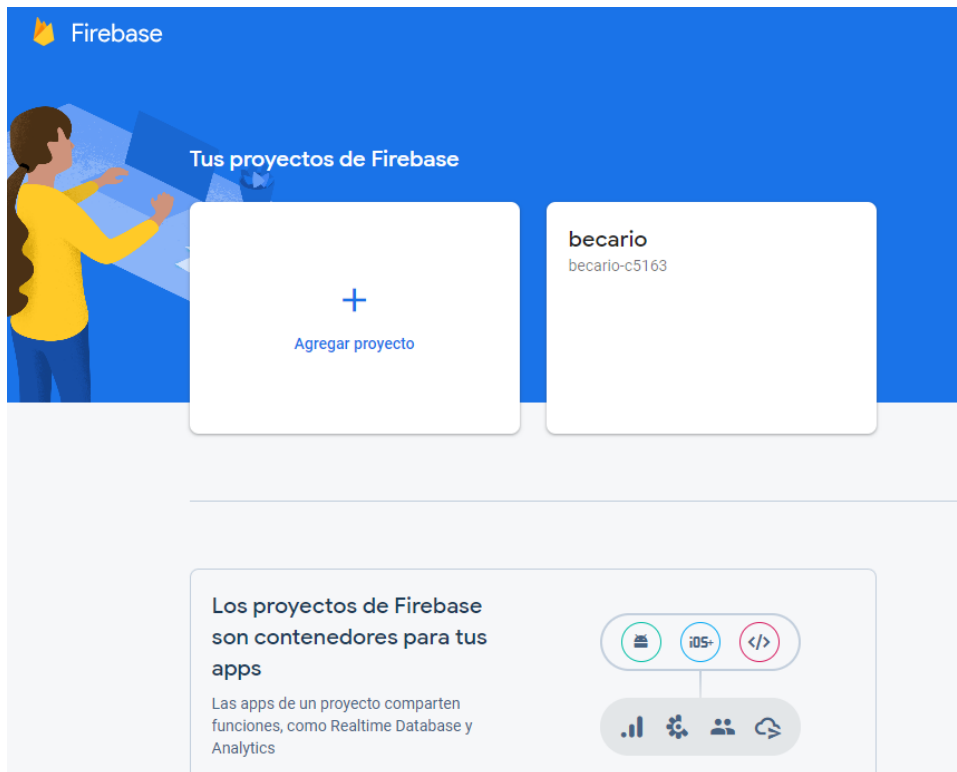 Firebase
Tus proyectos de Firebase
Agregar proyecto
becario
becario-c5163
Los proyectos de Firebase
son contenedores para tus
apps
Las apps de un proyecto comparten
funciones, como Realtime Database y
Analytics
iOS+